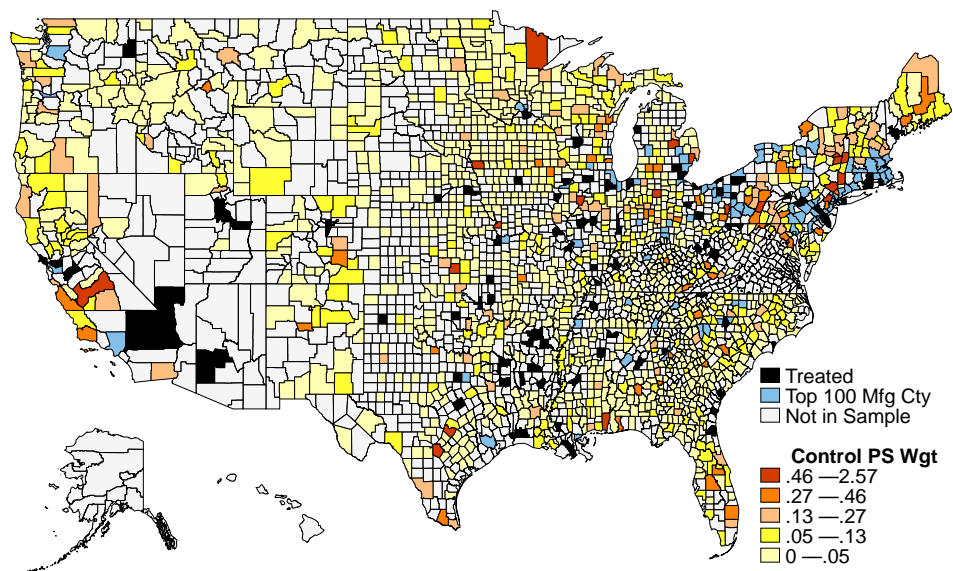 Treated
Top 100 Mfg Cty
Not in Sample
Control PS Wgt
.46 —2.57
.27 —.46
.13 —.27
.05 —.13
0 —.05